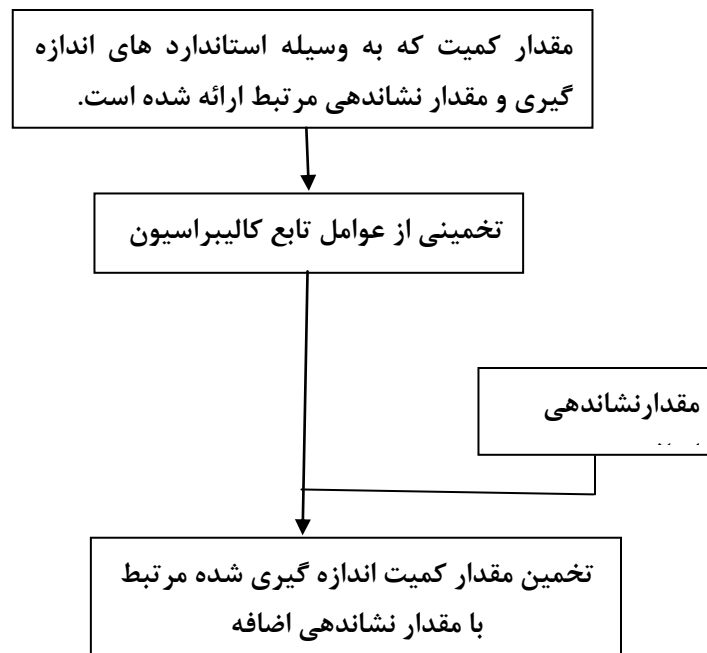 مقدار کمیت که به وسیله استاندارد های اندازه
گیری و مقدار نشاندهی مرتبط ارائه شده است.
تخمینی از عوامل تابع کالیبراسیون
مقدارنشاندهی
تخمین مقدار کمیت اندازه گیری شده مرتبط
با مقدار نشاندهی اضافه